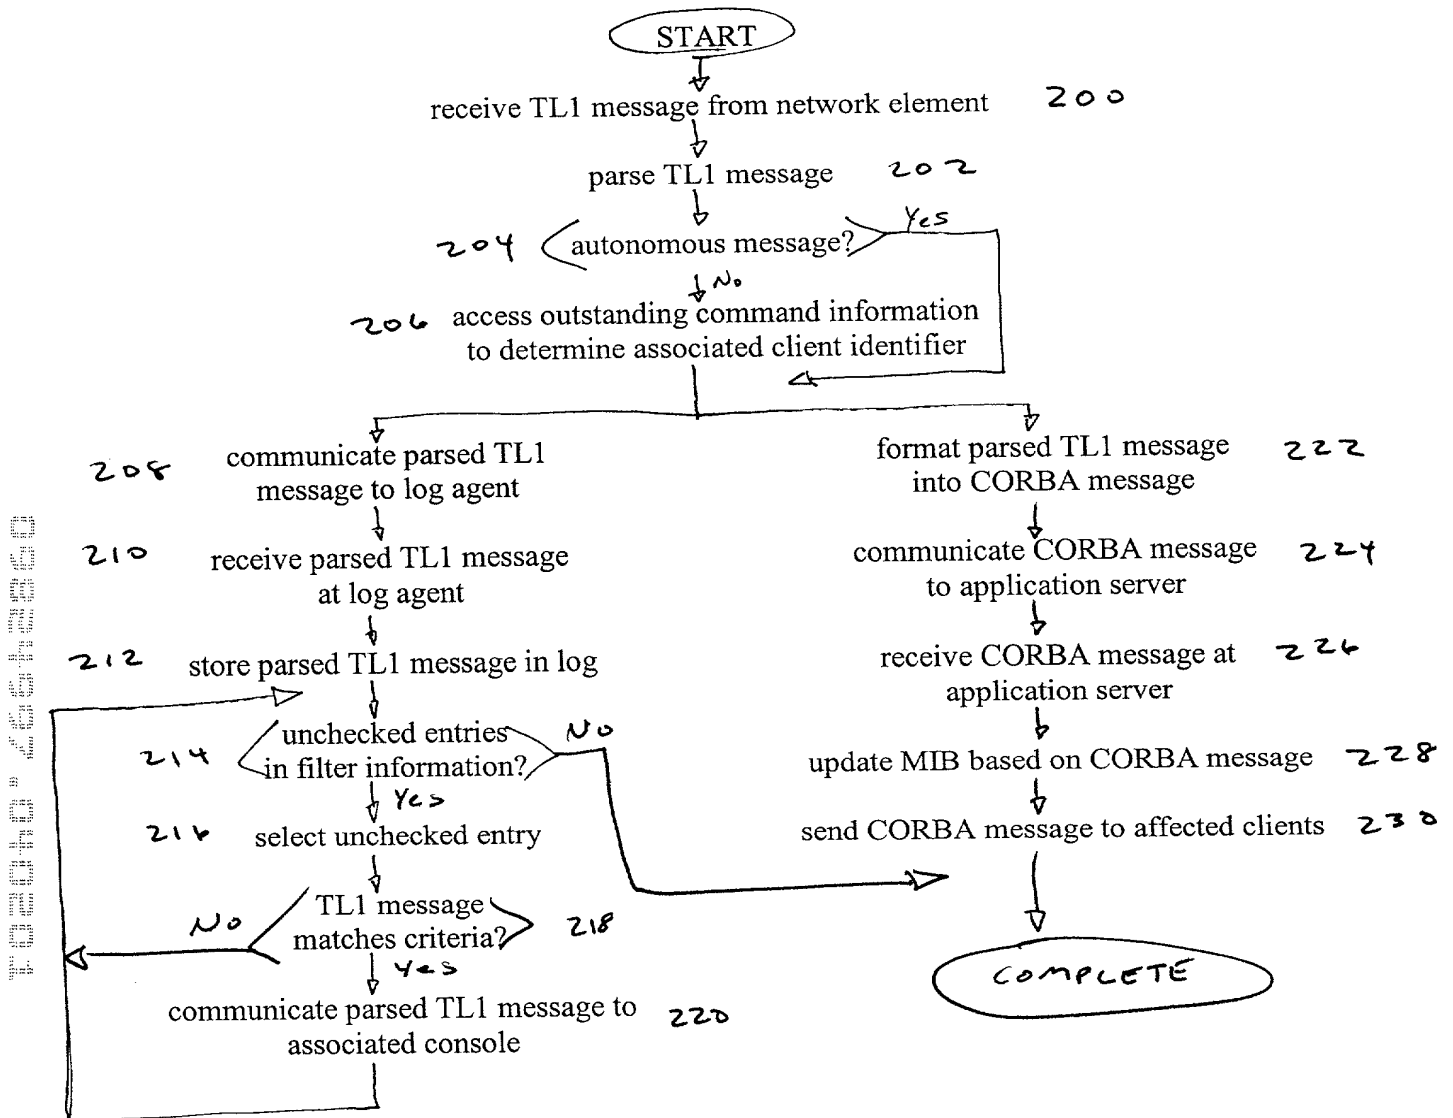 START
receive TL1 message from network element 200
parse TL1 message 202
204 autonomous message? Yes
No
206 access outstanding command information
to determine associated client identifier
208 communicate parsed TL1
message to log agent
210 receive parsed TL1 message
at log agent
212 store parsed TL1 message in log
214 unchecked entries
in filter information?
No
Yes
216 select unchecked entry
TL1 message
matches criteria? 218
No
Yes
communicate parsed TL1 message to
associated console 220
format parsed TL1 message
into CORBA message 222
communicate CORBA message
to application server 224
receive CORBA message at
application server 226
update MIB based on CORBA message 228
send CORBA message to affected clients 230
COMPLETE